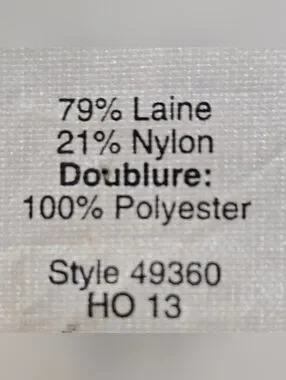 79% Laine
21% Nylon
Doublure:
100% Polyester
Style 49360
HO 13